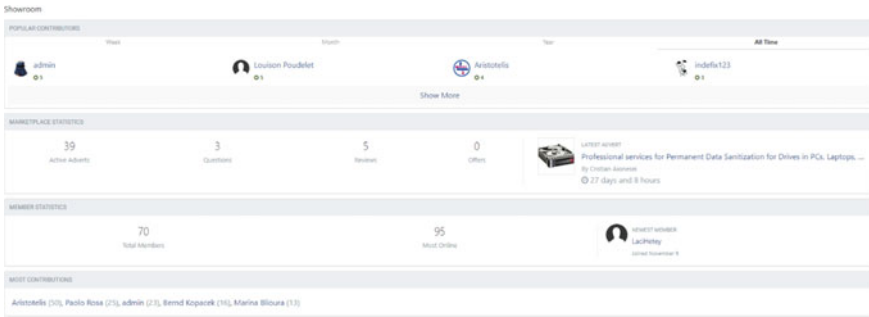 Showroom
POPULAR CONTRIBUTORS
Week Month Year All Time
admin Louison Poudelet Aristotelis indefix123
5 5 4 3
Show More
MARKETPLACE STATISTICS
39 3 5 0
Active Adverts Questions Reviews Offers
LATEST ADVERT
Professional services for Permanent Data Sanitization for Drives in PCs, Laptops, ...
By Cristian
27 days and 8 hours
MEMBER STATISTICS
70 95
Total Members Most Online
NEWEST MEMBER
LaciHetey
Joined November 9
MOST CONTRIBUTIONS
Aristotelis (50), Paolo Rosa (25), admin (23), Bernd Kopacek (16), Marina Blioura (13)